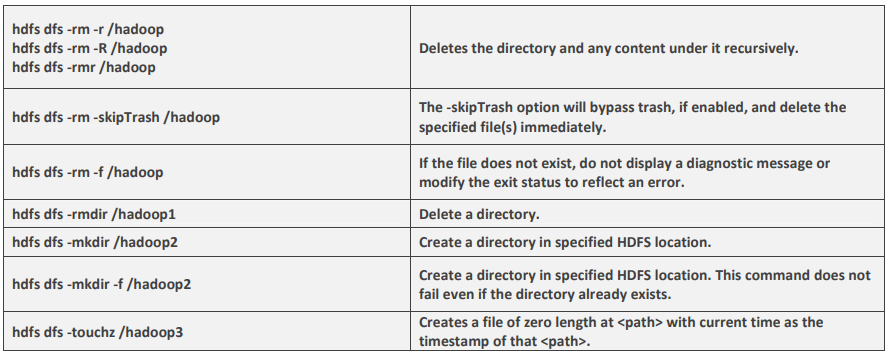 hdfs dfs -rm -r /hadoop
hdfs dfs -rm -R /hadoop
hdfs dfs -rmr /hadoop
Deletes the directory and any content under it recursively.
hdfs dfs -rm -skipTrash /hadoop
The -skipTrash option will bypass trash, if enabled, and delete the
specified file(s) immediately.
hdfs dfs -rm -f /hadoop
If the file does not exist, do not display a diagnostic message or
modify the exit status to reflect an error.
hdfs dfs -rmdir /hadoop1
Delete a directory.
hdfs dfs -mkdir /hadoop2
Create a directory in specified HDFS location.
hdfs dfs -mkdir -f /hadoop2
Create a directory in specified HDFS location. This command does not
fail even if the directory already exists.
hdfs dfs -touchz /hadoop3
Creates a file of zero length at <path> with current time as the
timestamp of that <path>.